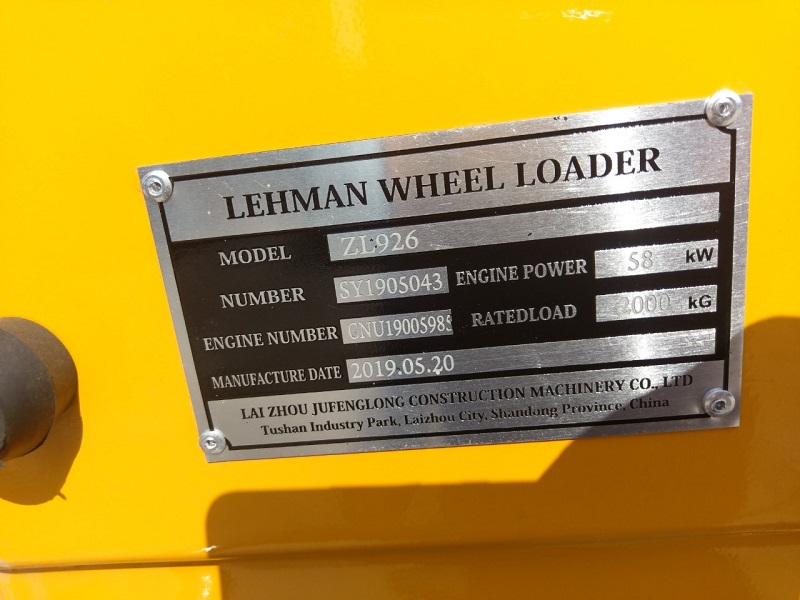 LEHMAN WHEEL LOADER
MODEL ZL926
NUMBER SY1905043 ENGINE POWER 58 kW
ENGINE NUMBER CNU1900598 RATEDLOAD 2000 kG
MANUFACTURE DATE 2019.05.20
LAI ZHOU JUFENGLONG CONSTRUCTION MACHINERY CO., LTD
Tushan Industry Park, Laizhou City, Shandong Province, China